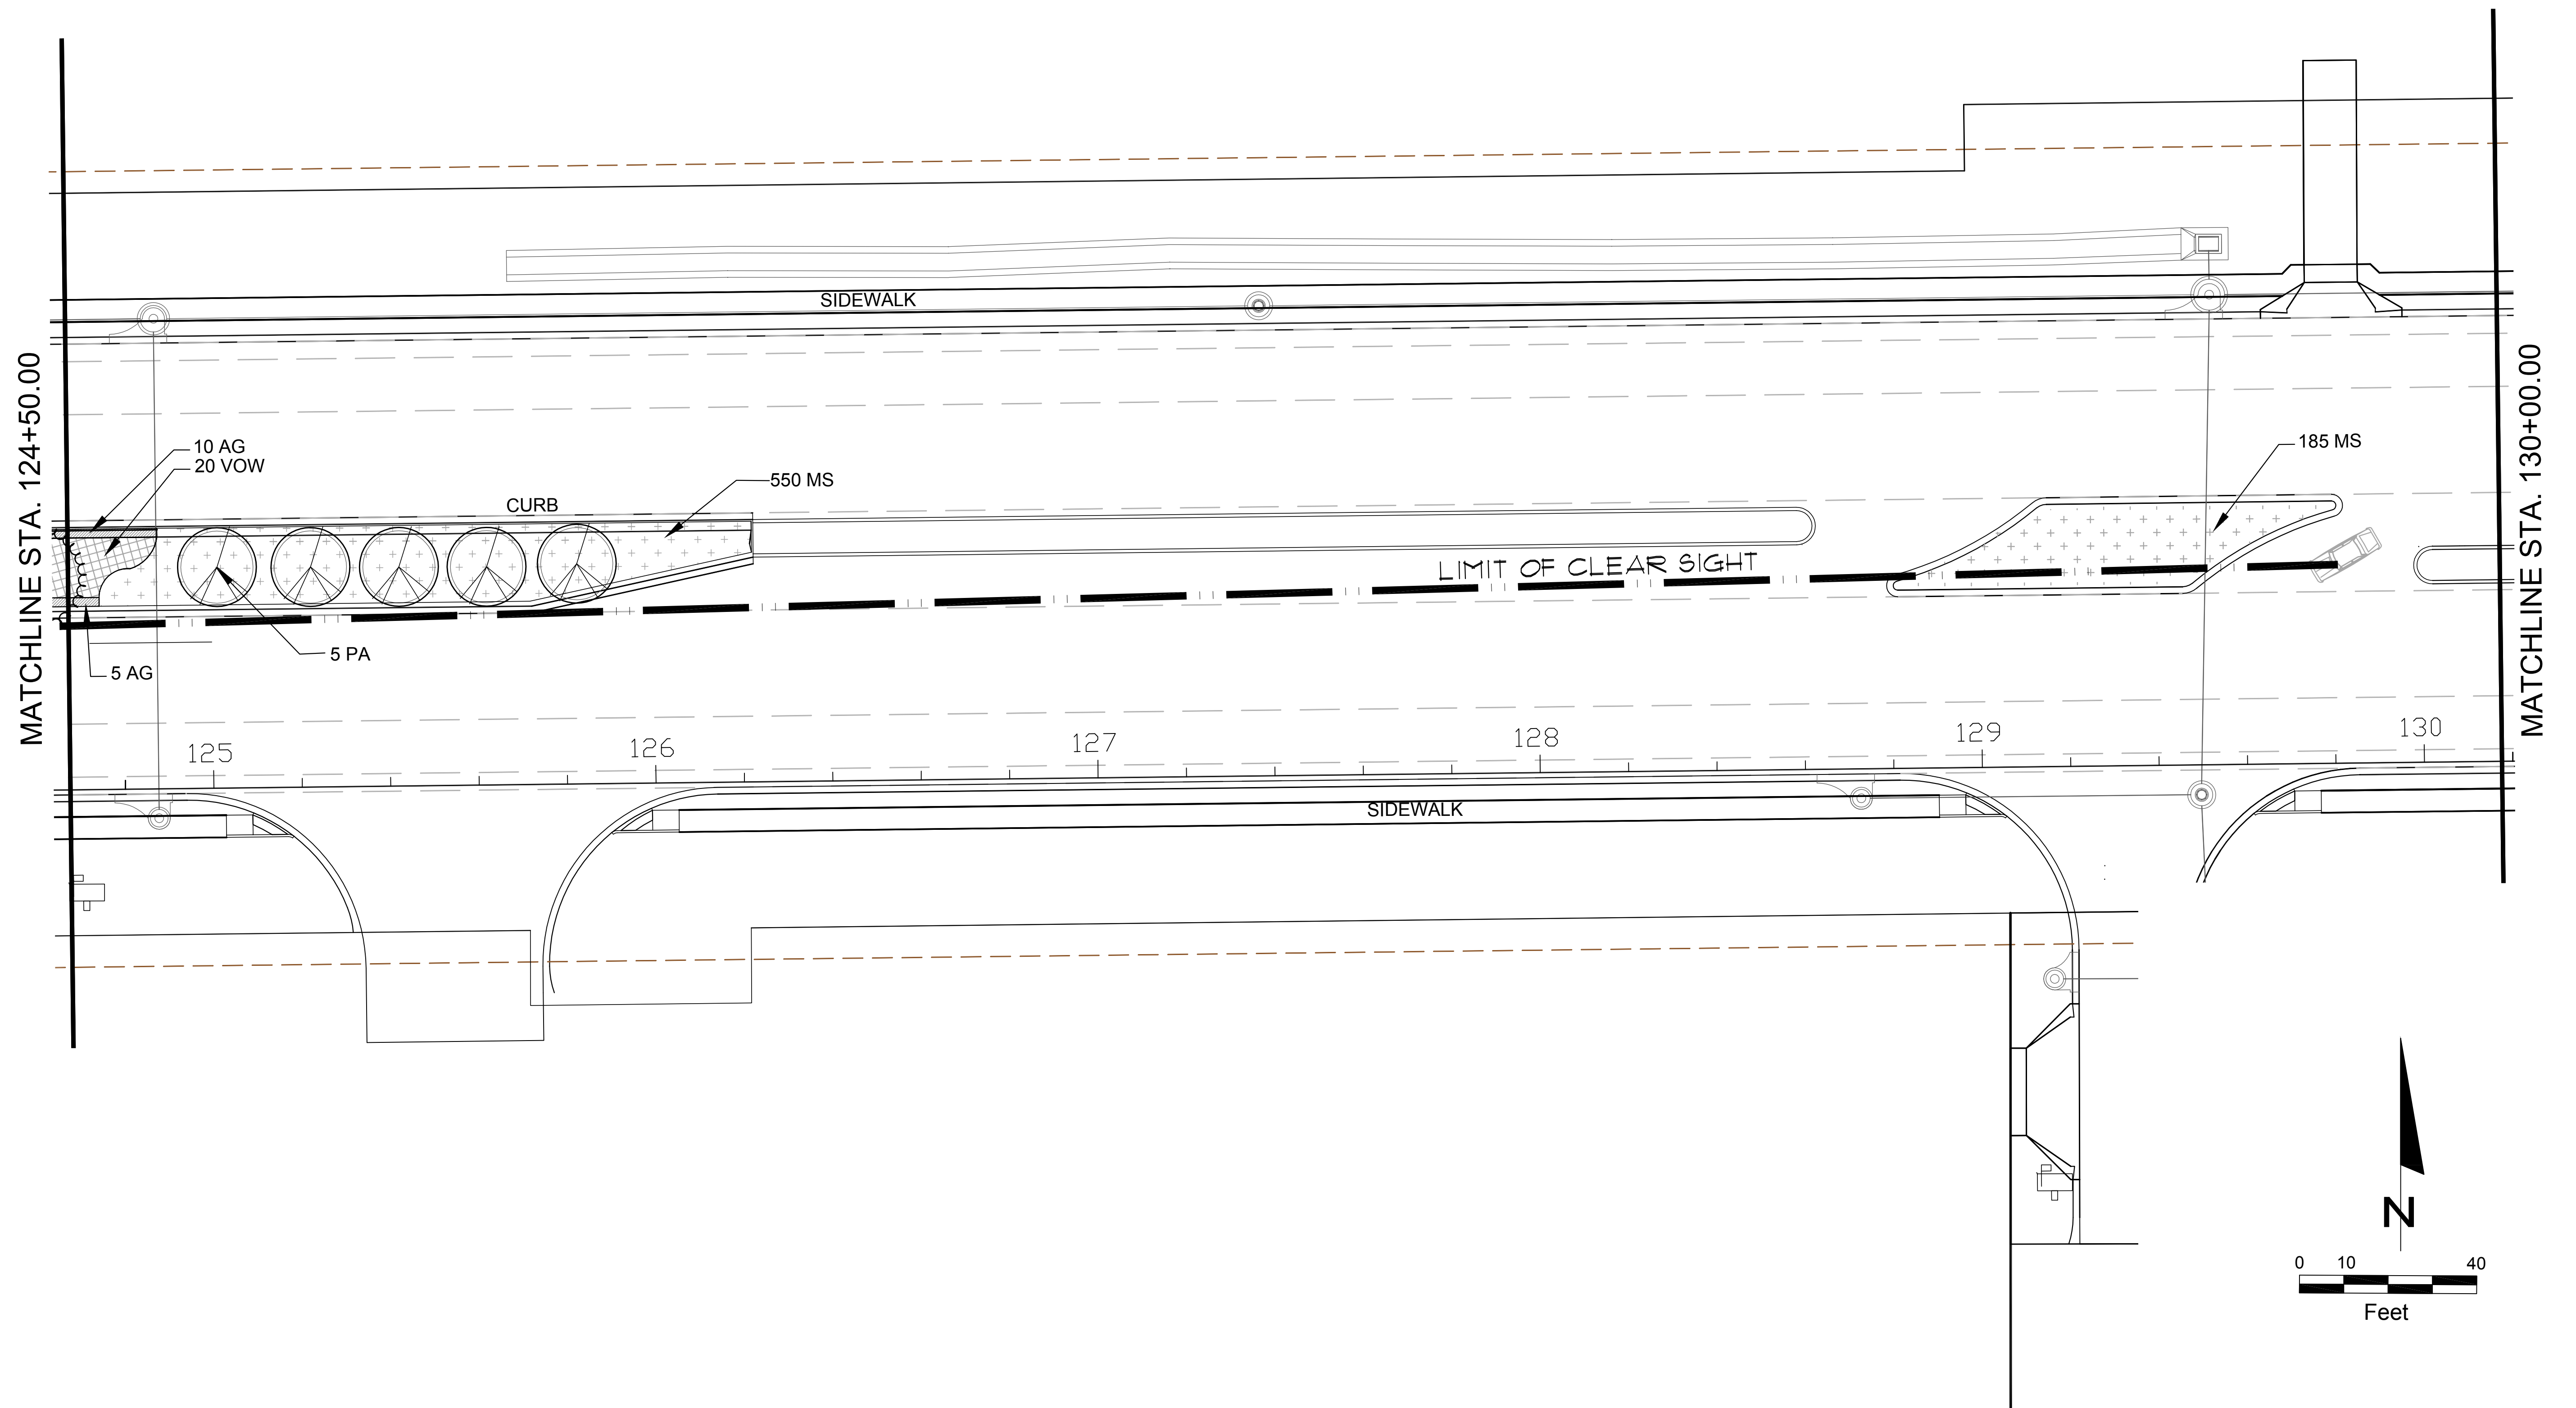 MATCHLINE STA. 124+50.00
MATCHLINE STA. 130+00.00
SIDEWALK
10 AG
20 VOW
185 MS
550 MS
CURB
LIMIT OF CLEAR SIGHT
5 PA
5 AG
125
126
127
128
129
130
SIDEWALK
N
0 10 40
Feet